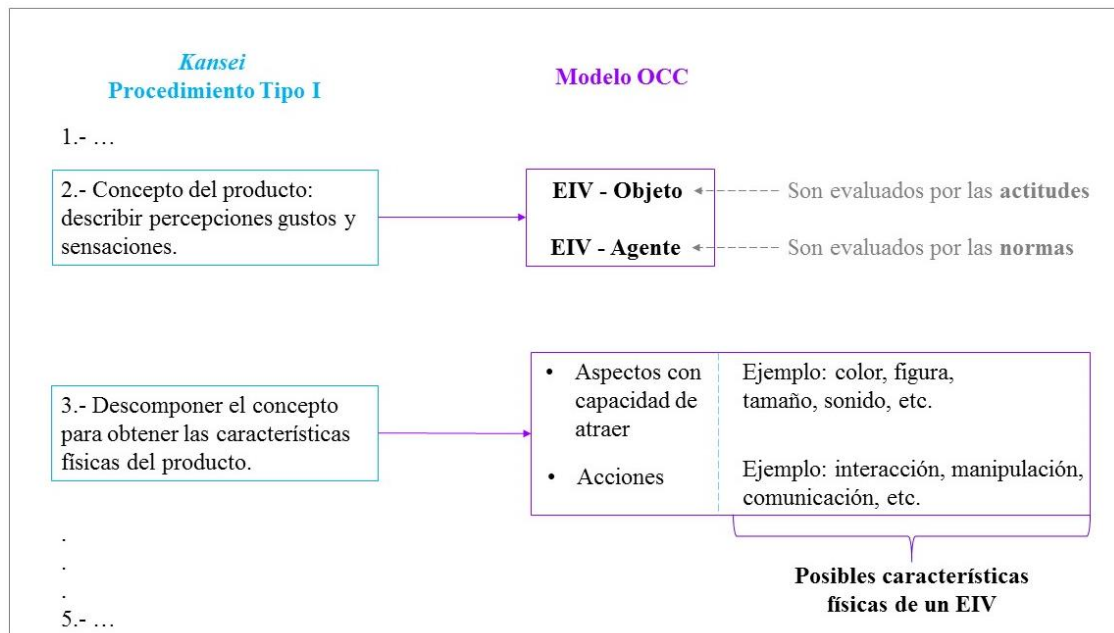 Kansei
Procedimiento Tipo I
Modelo OCC
1.- …
2.- Concepto del producto:
describir percepciones gustos y
sensaciones.
EIV - Objeto
Son evaluados por las actitudes
EIV - Agente
Son evaluados por las normas
3.- Descomponer el concepto
para obtener las características
físicas del producto.
• Aspectos con
capacidad de
atraer
Ejemplo: color, figura,
tamaño, sonido, etc.
• Acciones
Ejemplo: interacción, manipulación,
comunicación, etc.
.
.
.
5.- …
Posibles características
físicas de un EIV